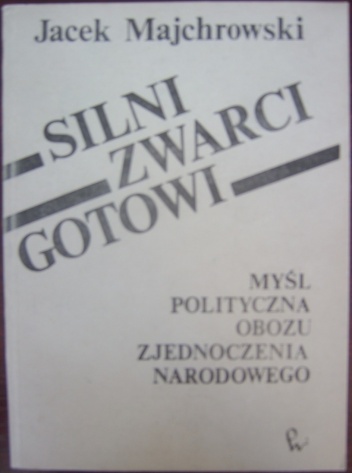 Jacek Majchrowski
SILNI
ZWARCI
GOTOWI
MYŚL
POLITYCZNA
OBOZU
ZJEDNOCZENIA
NARODOWEGO